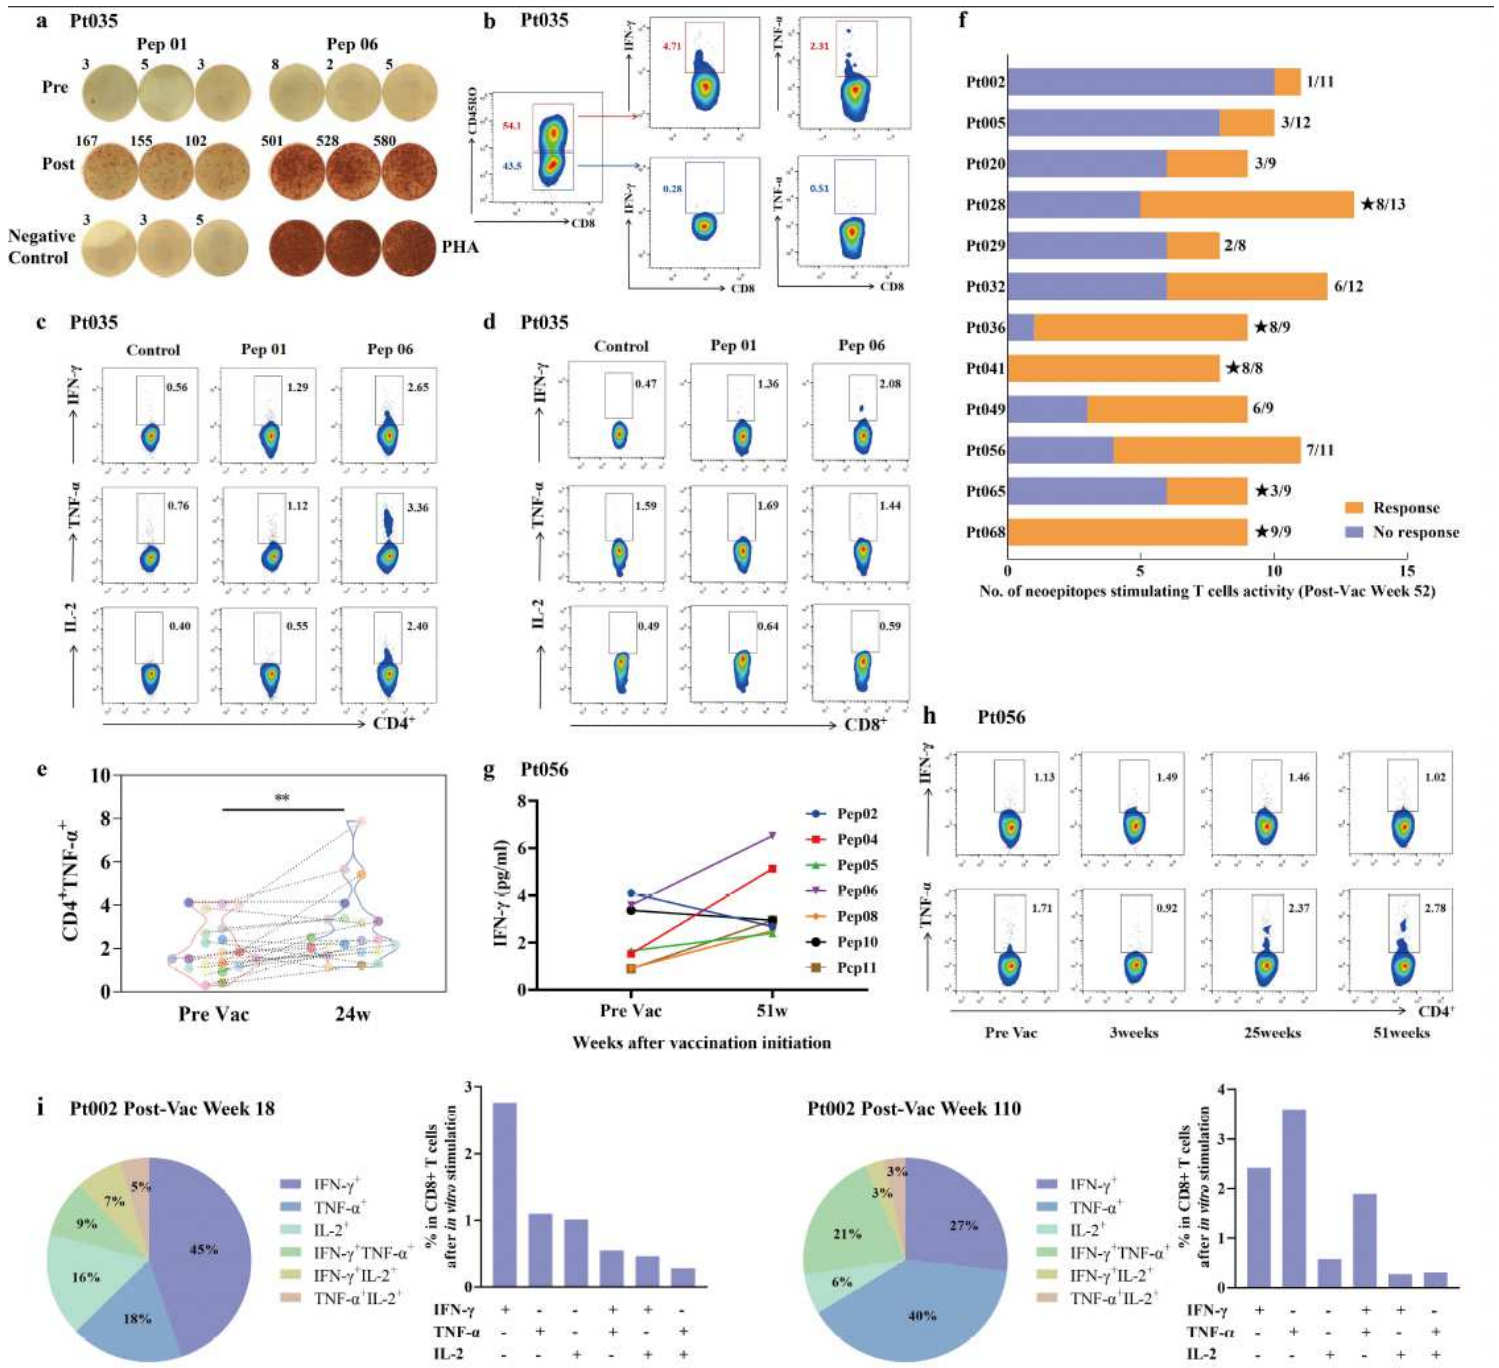 a Pt035
Pep 01 Pep 06
3 5 3 8 2 5
Pre
167 155 102 501 528 580
Post
3 3 5
Negative
Control
PHA
b Pt035
CD45RO
54.1
43.5
CD8
IFN-γ
4.71
TNF-α
2.31
IFN-γ
0.28
CD8
TNF-α
0.51
CD8
c Pt035
Control Pep 01 Pep 06
IFN-γ
0.56 1.29 2.65
TNF-α
0.76 1.12 3.36
IL-2
0.40 0.55 2.40
CD4+
d Pt035
Control Pep 01 Pep 06
IFN-γ
0.47 1.36 2.08
TNF-α
1.59 1.69 1.44
IL-2
0.49 0.64 0.59
CD8+
e
CD4+TNF-α+
10
8
6
4
2
0
**
Pre Vac 24w
f
Pt002 1/11
Pt005 3/12
Pt020 3/9
Pt028 ★8/13
Pt029 2/8
Pt032 6/12
Pt036 ★8/9
Pt041 ★8/8
Pt049 6/9
Pt056 7/11
Pt065 ★3/9
Pt068 ★9/9
Response
No response
0 5 10 15
No. of neoepitopes stimulating T cells activity (Post-Vac Week 52)
g Pt056
IFN-γ (pg/ml)
8
6
4
2
0
Pre Vac 51w
Weeks after vaccination initiation
Pep02
Pep04
Pep05
Pep06
Pep08
Pep10
Pcp11
h Pt056
IFN-γ
1.13 1.49 1.46 1.02
TNF-α
1.71 0.92 2.37 2.78
CD4+
Pre Vac 3weeks 25weeks 51weeks
i Pt002 Post-Vac Week 18
45%
18%
16%
9%
7%
5%
IFN-γ+
TNF-α+
IL-2+
IFN-γ+TNF-α+
IFN-γ+IL-2+
TNF-α+IL-2+
% in CD8+ T cells
after in vitro stimulation
3
2
1
0
IFN-γ + - - + + -
TNF-α - + - + - +
IL-2 - - + - + +
Pt002 Post-Vac Week 110
27%
40%
6%
21%
3%
3%
IFN-γ+
TNF-α+
IL-2+
IFN-γ+TNF-α+
IFN-γ+IL-2+
TNF-α+IL-2+
% in CD8+ T cells
after in vitro stimulation
4
3
2
1
0
IFN-γ + - - + + -
TNF-α - + - + - +
IL-2 - - + - + +